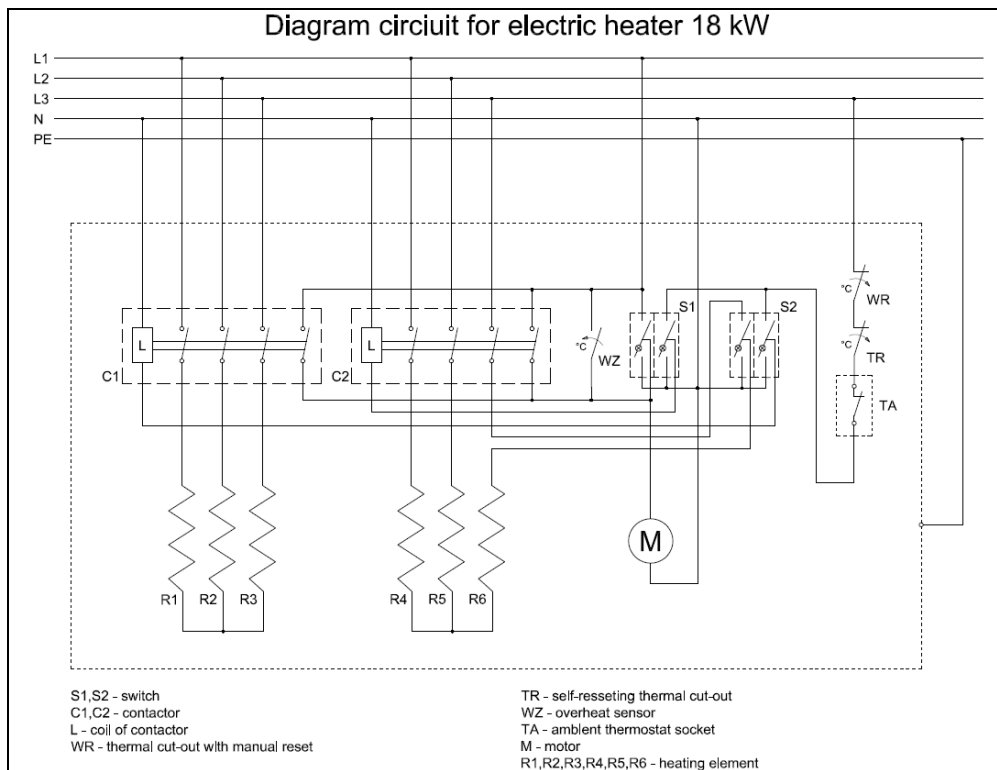 Diagram circiuit for electric heater 18 kW
L1
L2
L3
N
PE
°C
WR
S1
S2
L
L
°C
WZ
°C
TR
C1
C2
TA
M
R1 R2 R3 R4 R5 R6
S1,S2 - switch
C1,C2 - contactor
L - coil of contactor
WR - thermal cut-out with manual reset
TR - self-resseting thermal cut-out
WZ - overheat sensor
TA - ambient thermostat socket
M - motor
R1,R2,R3,R4,R5,R6 - heating element